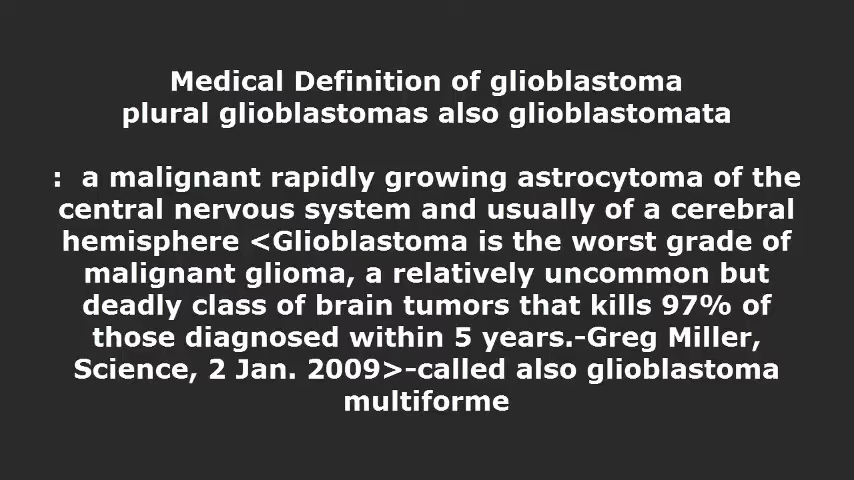 Medical Definition of glioblastoma
plural glioblastomas also glioblastomata
: a malignant rapidly growing astrocytoma of the
central nervous system and usually of a cerebral
hemisphere <Glioblastoma is the worst grade of
malignant glioma, a relatively uncommon but
deadly class of brain tumors that kills 97% of
those diagnosed within 5 years.-Greg Miller,
Science, 2 Jan. 2009>-called also glioblastoma
multiforme